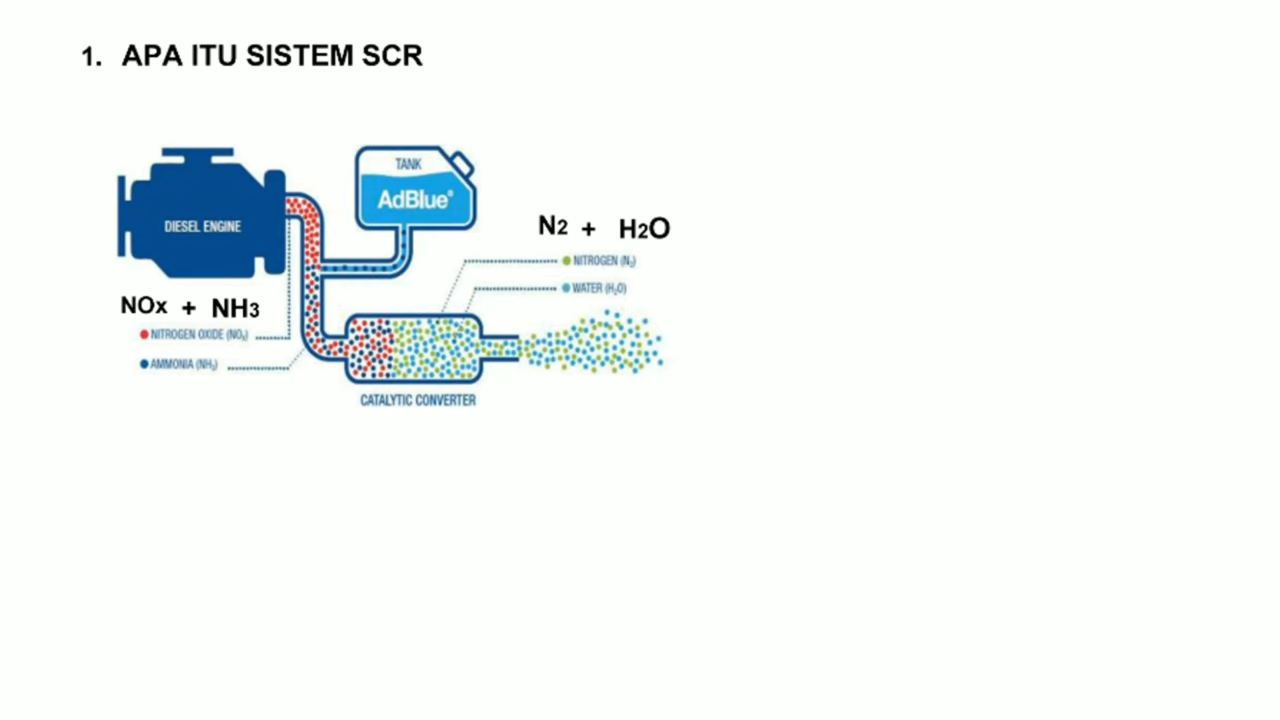 1. APA ITU SISTEM SCR
TANK
AdBlue®
DIESEL ENGINE
N2 + H2O
NITROGEN (N₂)
WATER (H₂O)
NOx + NH3
NITROGEN OXIDE (NOₓ)
AMMONIA (NH₃)
CATALYTIC CONVERTER